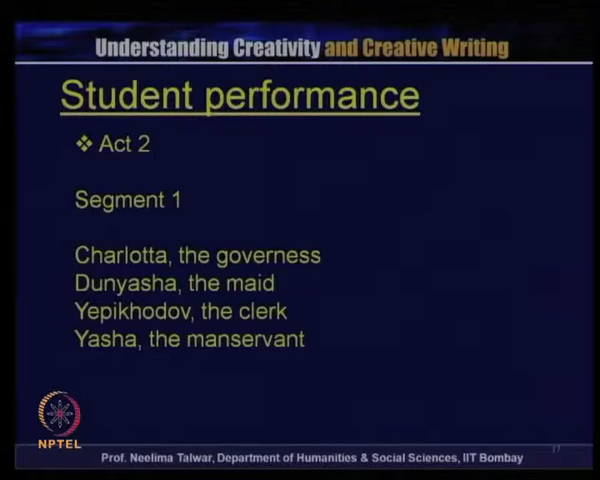 Understanding Creativity and Creative Writing
Student performance
❖ Act 2
Segment 1
Charlotta, the governess
Dunyasha, the maid
Yepikhodov, the clerk
Yasha, the manservant
NPTEL
17
Prof. Neelima Talwar, Department of Humanities & Social Sciences, IIT Bombay